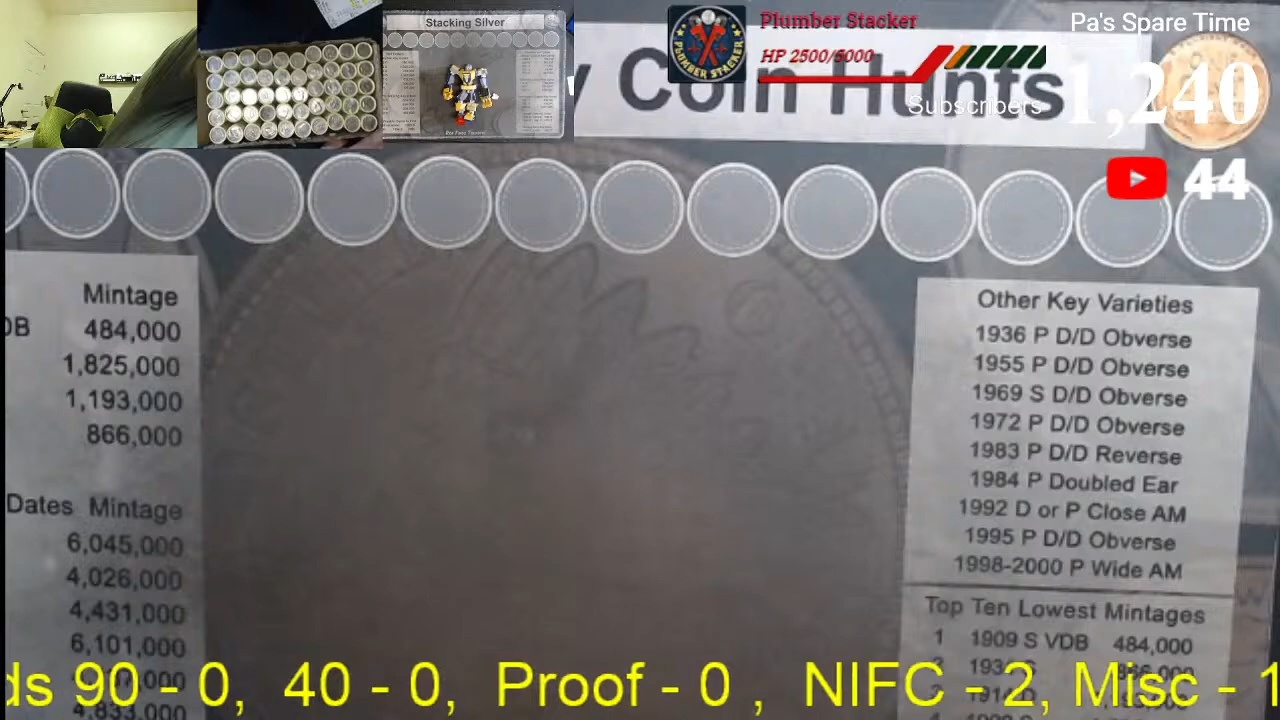 Stacking Silver
PLUMBER STACKER
Plumber Stacker
HP 2500/5000
Pa's Spare Time
y Coin Hunts
Subscribers 1,240
44
Mintage
DB 484,000
1,825,000
1,193,000
866,000
Dates Mintage
6,045,000
4,026,000
4,431,000
6,101,000
4,833,000
Other Key Varieties
1936 P D/D Obverse
1955 P D/D Obverse
1969 S D/D Obverse
1972 P D/D Obverse
1983 P D/D Reverse
1984 P Doubled Ear
1992 D or P Close AM
1995 P D/D Obverse
1998-2000 P Wide AM
Top Ten Lowest Mintages
1 1909 S VDB 484,000
ds 90 - 0, 40 - 0, Proof - 0 , NIFC - 2, Misc - 1